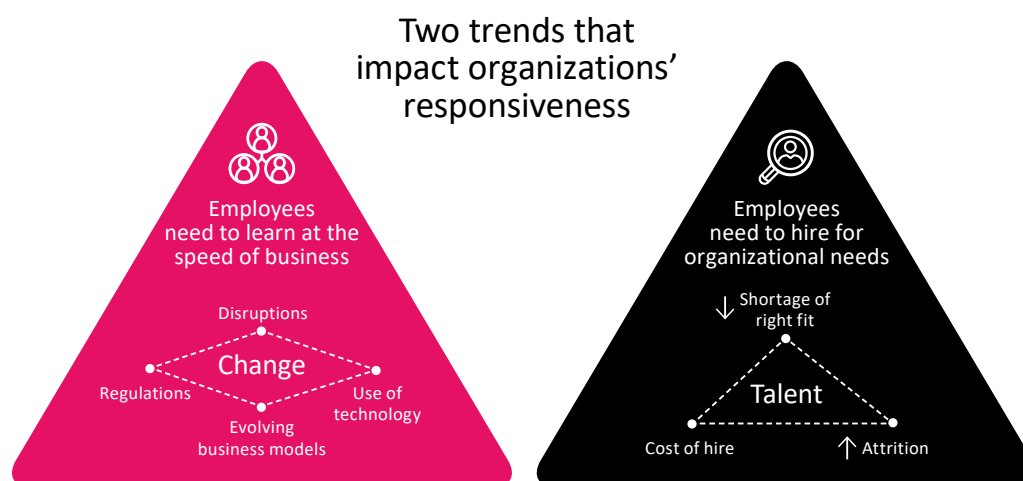 Two trends that
impact organizations’
responsiveness
Employees
need to learn at the
speed of business
Disruptions
Change
Regulations
Use of
technology
Evolving
business models
Employees
need to hire for
organizational needs
↓ Shortage of
right fit
Talent
Cost of hire
↑ Attrition